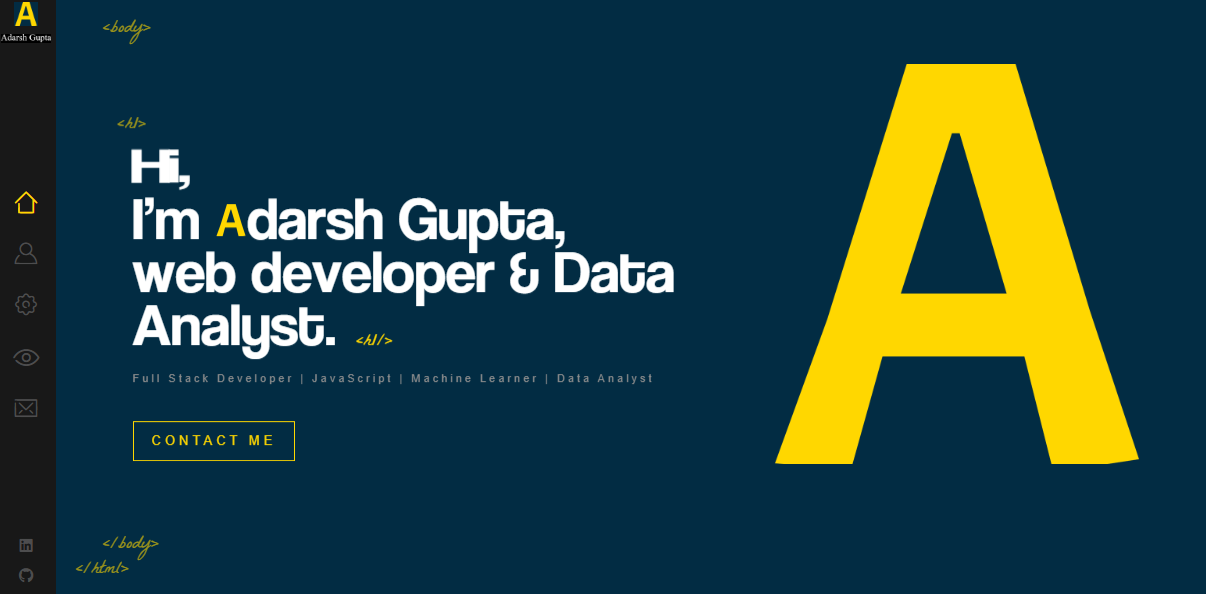 A
Adarsh Gupta
<body>
<h1>
Hi,
I'm Adarsh Gupta,
web developer & Data
Analyst. <h1/>
Full Stack Developer | JavaScript | Machine Learner | Data Analyst
CONTACT ME
A
</body>
</html>
in